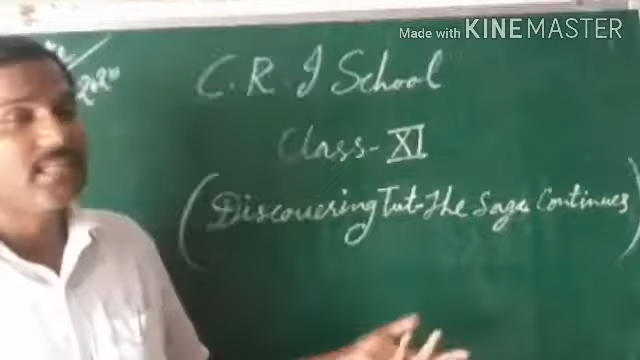 Made with KINEMASTER
C. R. J School
Class - XI
(Discovering Tut-The Saga Continues)